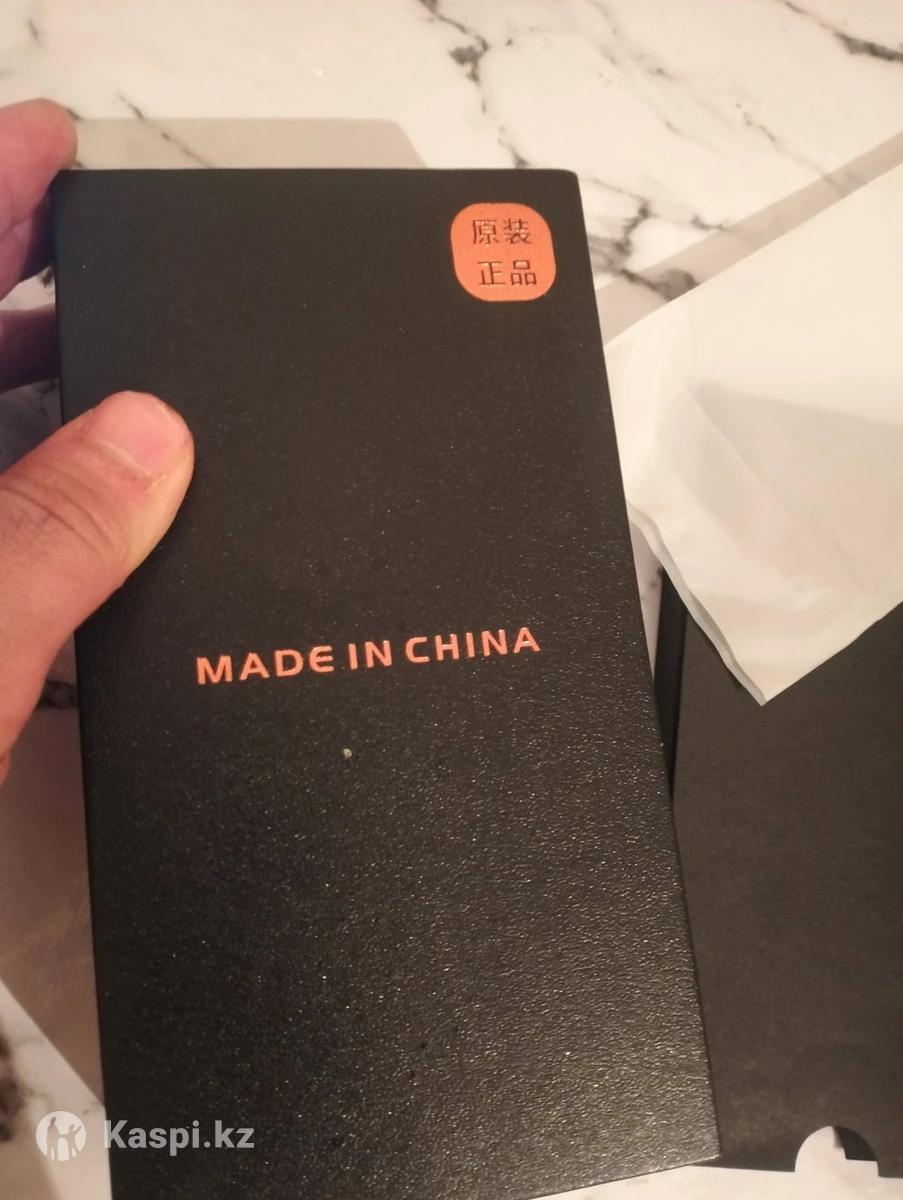 原装
正品
MADE IN CHINA
Kaspi.kz